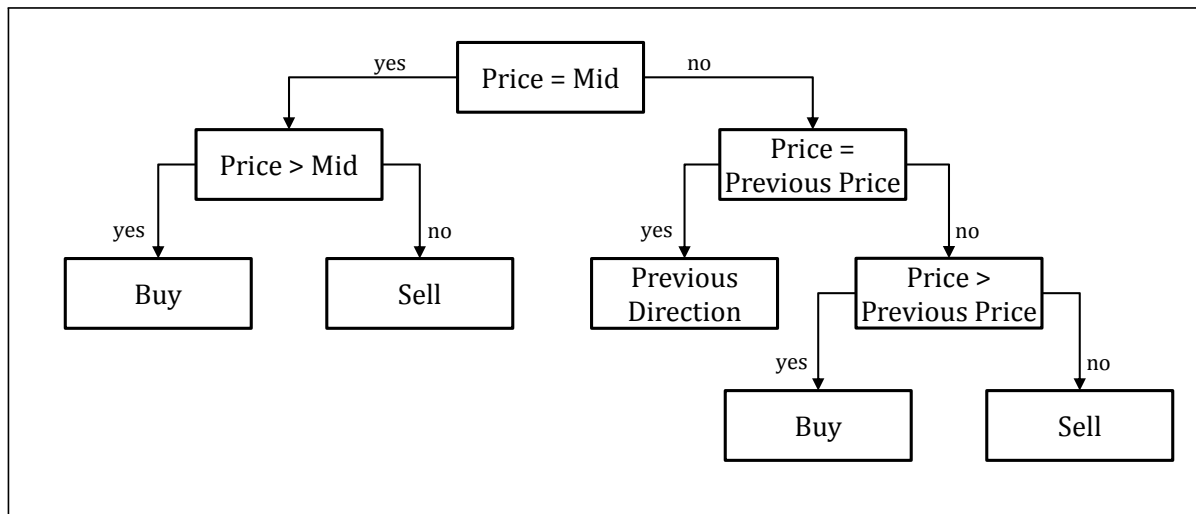 yes
Price = Mid
no
Price > Mid
Price =
Previous Price
yes
no
yes
no
Buy
Sell
Previous
Direction
Price >
Previous Price
yes
no
Buy
Sell